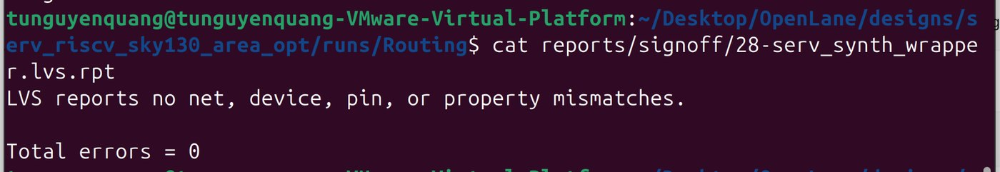 tunguyenquang@tunguyenquang-VMware-Virtual-Platform:~/Desktop/OpenLane/designs/s
erv_riscv_sky130_area_opt/runs/Routing$ cat reports/signoff/28-serv_synth_wrappe
r.lvs.rpt
LVS reports no net, device, pin, or property mismatches.

Total errors = 0